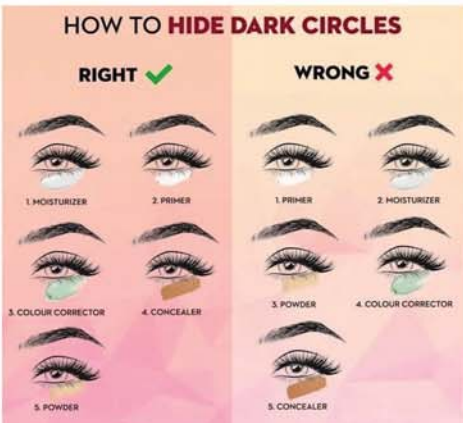 HOW TO HIDE DARK CIRCLES
RIGHT
1. MOISTURIZER
2. PRIMER
3. COLOUR CORRECTOR
4. CONCEALER
5. POWDER
WRONG
1. PRIMER
2. MOISTURIZER
3. POWDER
4. COLOUR CORRECTOR
5. CONCEALER